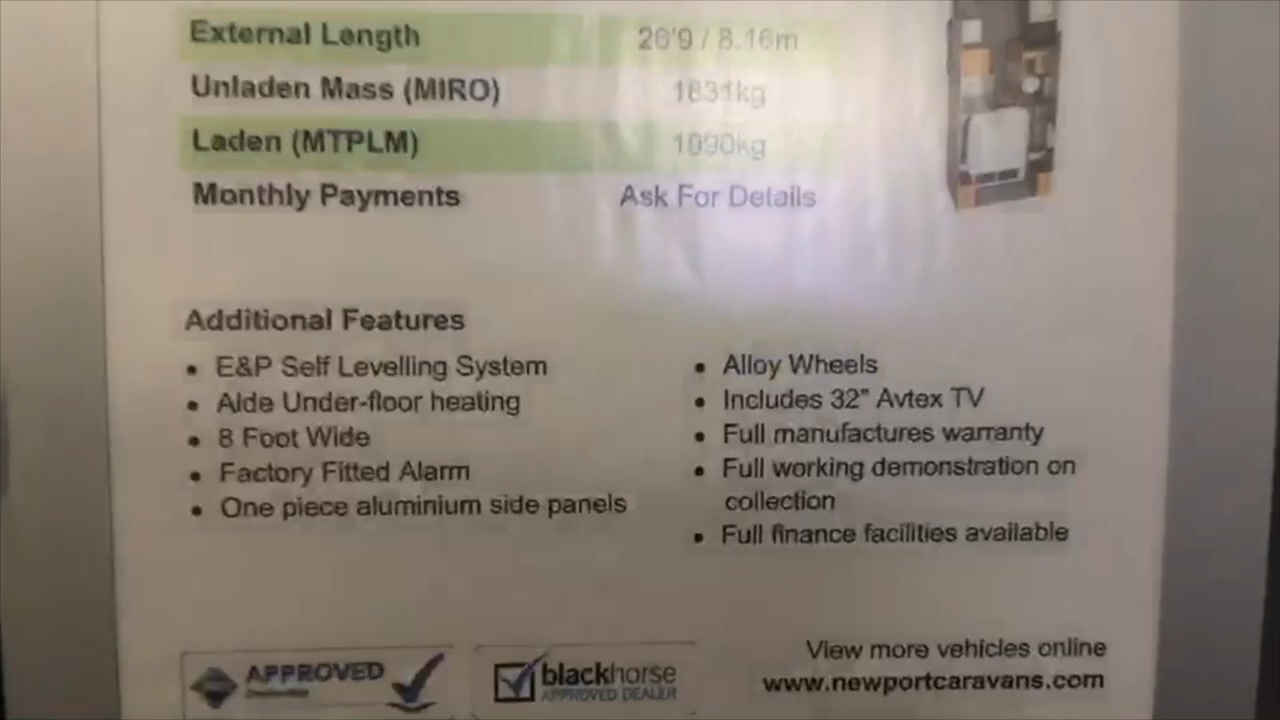 External Length 26'9 / 8.16m
Unladen Mass (MIRO) 1831kg
Laden (MTPLM)
Monthly Payments Ask For Details
Additional Features
• E&P Self Levelling System
• Alde Under-floor heating
• 8 Foot Wide
• Factory Fitted Alarm
• One piece aluminium side panels
• Alloy Wheels
• Includes 32" Avtex TV
• Full manufactures warranty
• Full working demonstration on
collection
• Full finance facilities available
APPROVED
blackhorse
APPROVED DEALER
View more vehicles online
www.newportcaravans.com